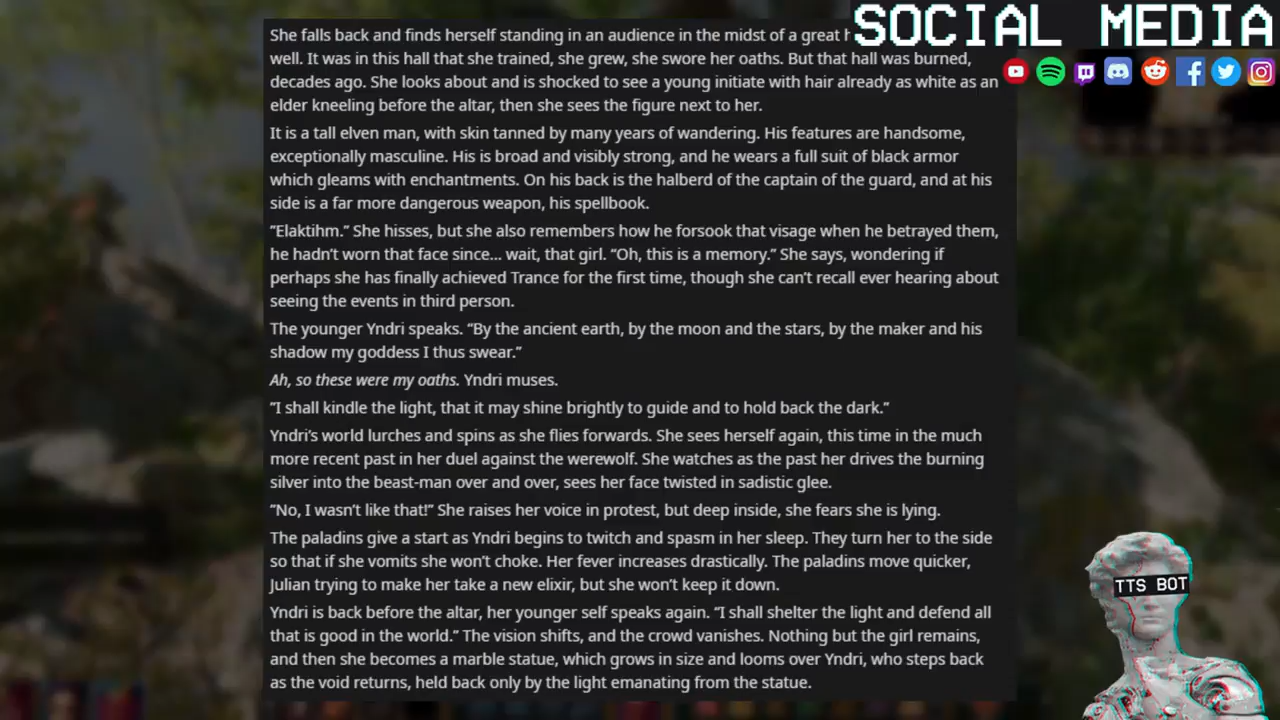 SOCIAL MEDIA
She falls back and finds herself standing in an audience in the midst of a great
well. It was in this hall that she trained, she grew, she swore her oaths. But that hall was burned,
decades ago. She looks about and is shocked to see a young initiate with hair already as white as an
elder kneeling before the altar, then she sees the figure next to her.
It is a tall elven man, with skin tanned by many years of wandering. His features are handsome,
exceptionally masculine. His is broad and visibly strong, and he wears a full suit of black armor
which gleams with enchantments. On his back is the halberd of the captain of the guard, and at his
side is a far more dangerous weapon, his spellbook.
“Elaktihm.” She hisses, but she also remembers how he forsook that visage when he betrayed them,
he hadn’t worn that face since... wait, that girl. “Oh, this is a memory.” She says, wondering if
perhaps she has finally achieved Trance for the first time, though she can’t recall ever hearing about
seeing the events in third person.
The younger Yndri speaks. “By the ancient earth, by the moon and the stars, by the maker and his
shadow my goddess I thus swear.”
Ah, so these were my oaths. Yndri muses.
“I shall kindle the light, that it may shine brightly to guide and to hold back the dark.”
Yndri’s world lurches and spins as she flies forwards. She sees herself again, this time in the much
more recent past in her duel against the werewolf. She watches as the past her drives the burning
silver into the beast-man over and over, sees her face twisted in sadistic glee.
“No, I wasn’t like that!” She raises her voice in protest, but deep inside, she fears she is lying.
The paladins give a start as Yndri begins to twitch and spasm in her sleep. They turn her to the side
so that if she vomits she won’t choke. Her fever increases drastically. The paladins move quicker,
Julian trying to make her take a new elixir, but she won’t keep it down.
Yndri is back before the altar, her younger self speaks again. “I shall shelter the light and defend all
that is good in the world.” The vision shifts, and the crowd vanishes. Nothing but the girl remains,
and then she becomes a marble statue, which grows in size and looms over Yndri, who steps back
as the void returns, held back only by the light emanating from the statue.
TTS BOT